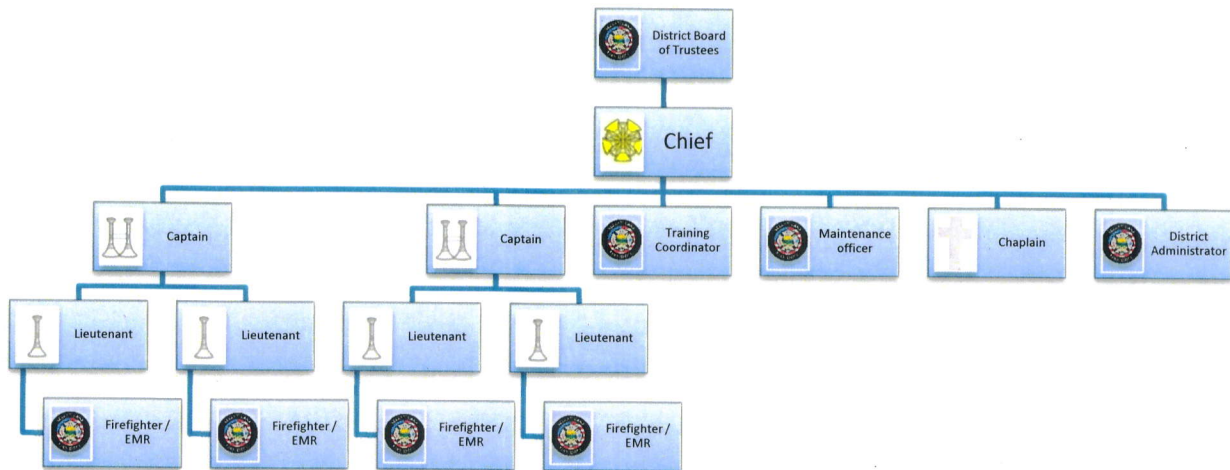 District Board
of Trustees
Chief
Captain
Captain
Training
Coordinator
Maintenance
officer
Chaplain
District
Administrator
Lieutenant
Lieutenant
Lieutenant
Lieutenant
Firefighter /
EMR
Firefighter /
EMR
Firefighter /
EMR
Firefighter /
EMR